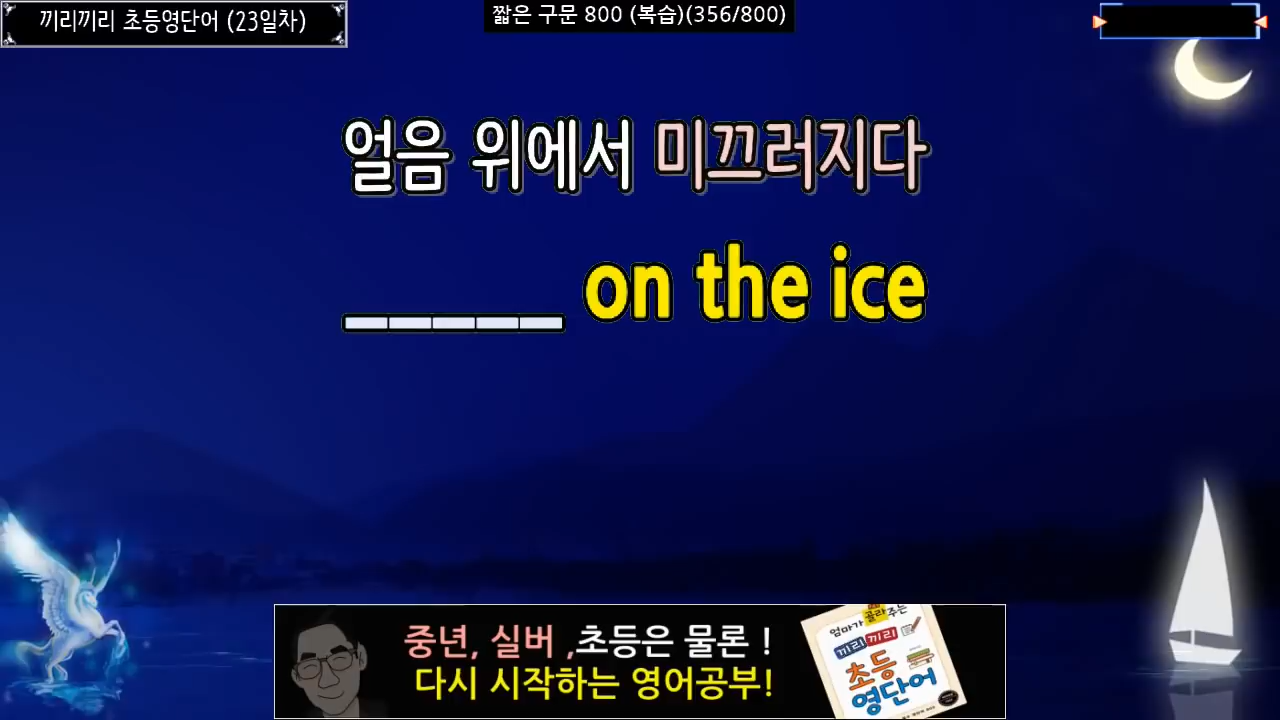 끼리끼리 초등영단어 (23일차)
짧은 구문 800 (복습)(356/800)
얼음 위에서 미끄러지다
_____ on the ice
중년, 실버 ,초등은 물론 !
다시 시작하는 영어공부!
엄마가 골라주는
끼리끼리
초등
영단어